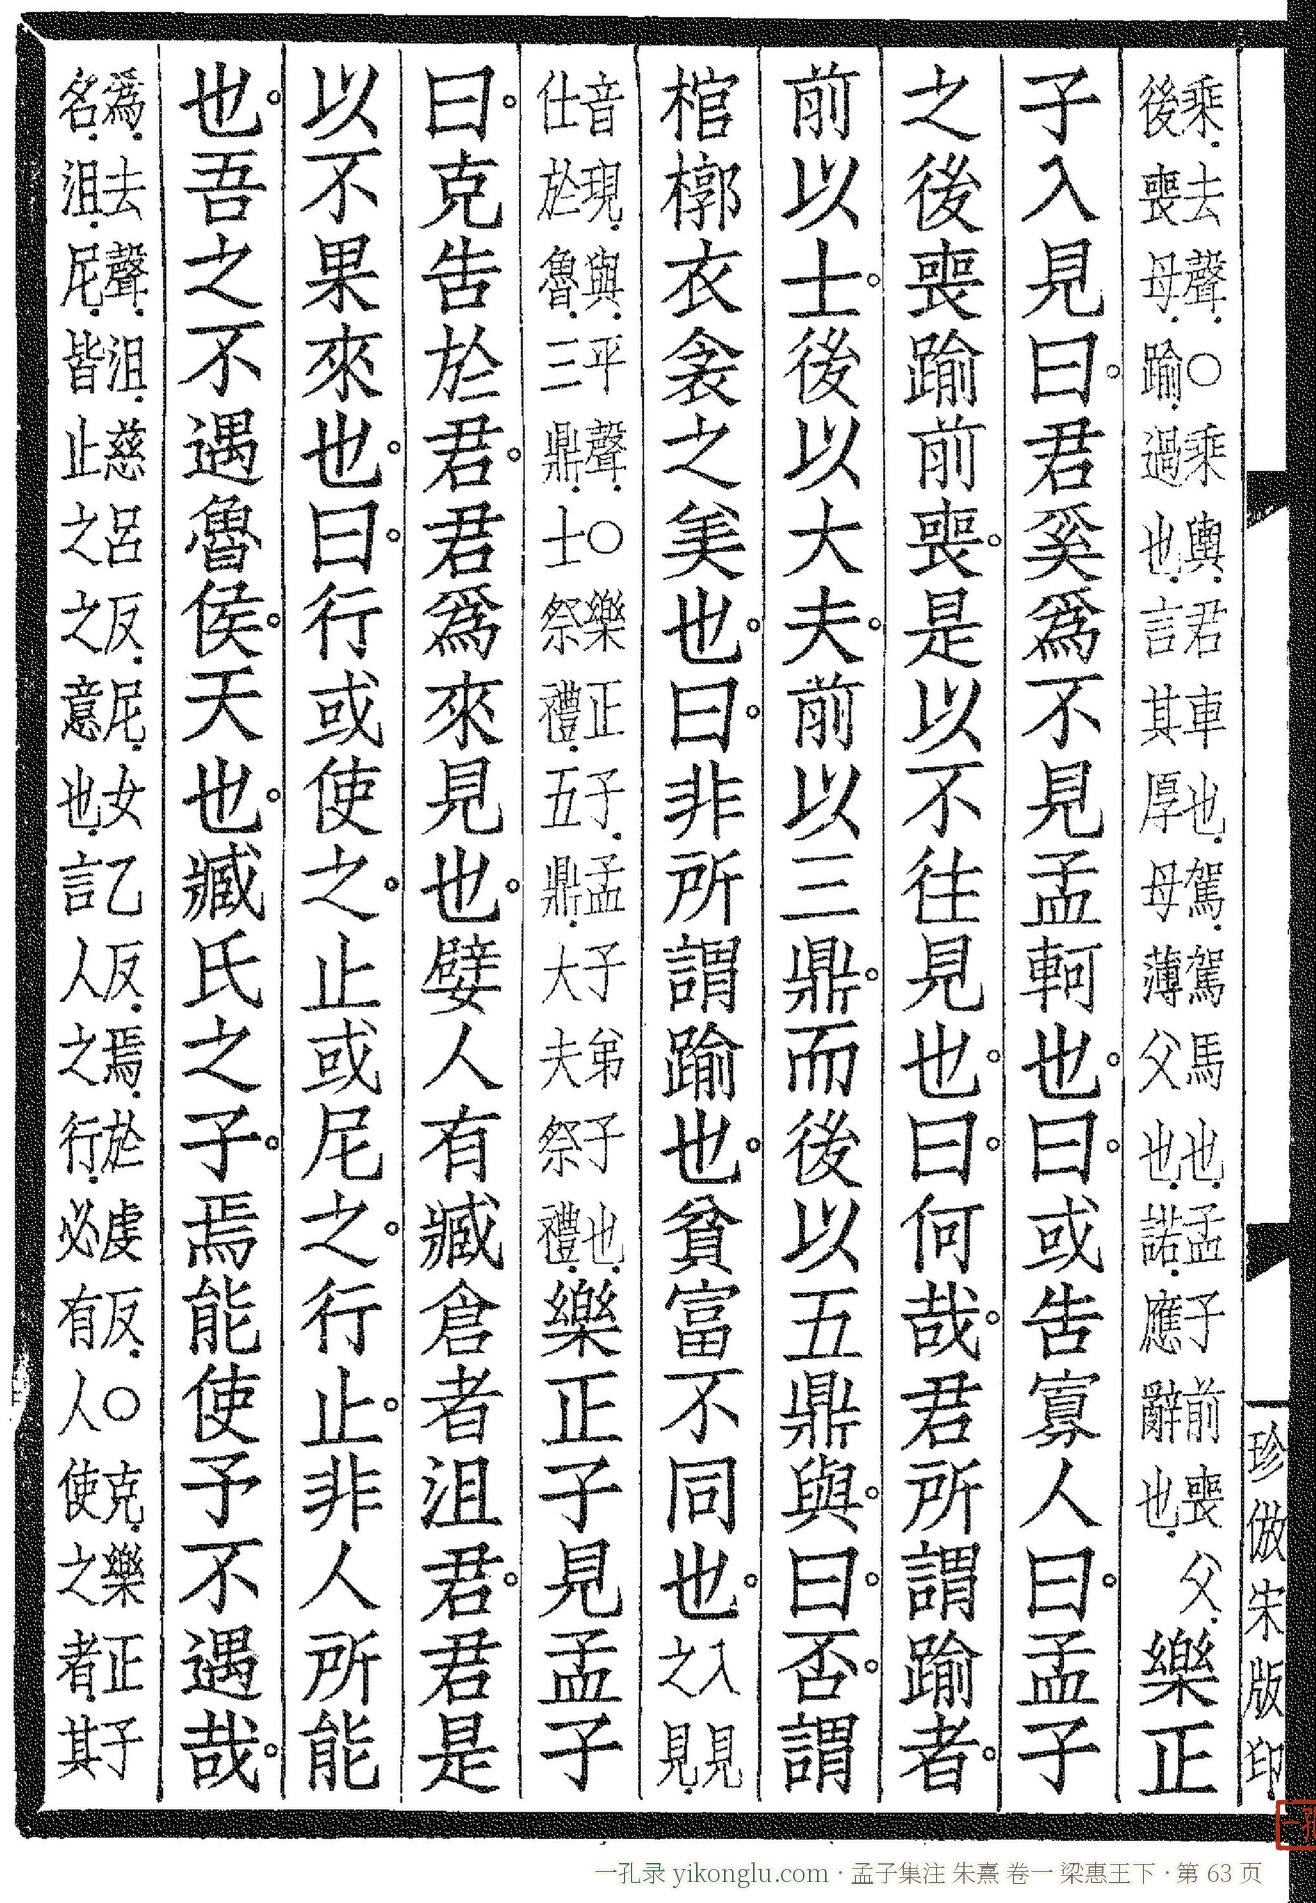 珍倣宋版印
乘去聲○乘輿君車也駕駕馬也孟子前喪父
後喪母踰過也言其厚母薄父也諾應辭也
樂正
子入見曰君奚爲不見孟軻也曰或告寡人曰孟子
之後喪踰前喪是以不往見也曰何哉君所謂踰者
前以士後以大夫前以三鼎而後以五鼎與曰否謂
棺槨衣衾之美也曰非所謂踰也貧富不同也
入見
之見
音現與平聲○樂正子孟子弟子也
仕於魯三鼎士祭禮五鼎大夫祭禮
樂正子見孟子
曰克告於君君爲來見也嬖人有臧倉者沮君君是
以不果來也曰行或使之止或尼之行止非人所能
也吾之不遇魯侯天也臧氏之子焉能使予不遇哉
爲去聲沮慈呂反尼女乙反焉於虔反○克樂正子
名沮尼皆止之之意也言人之行必有人使之者其
一孔录 yikonglu.com · 孟子集注 朱熹 卷一 梁惠王下 · 第 63 页